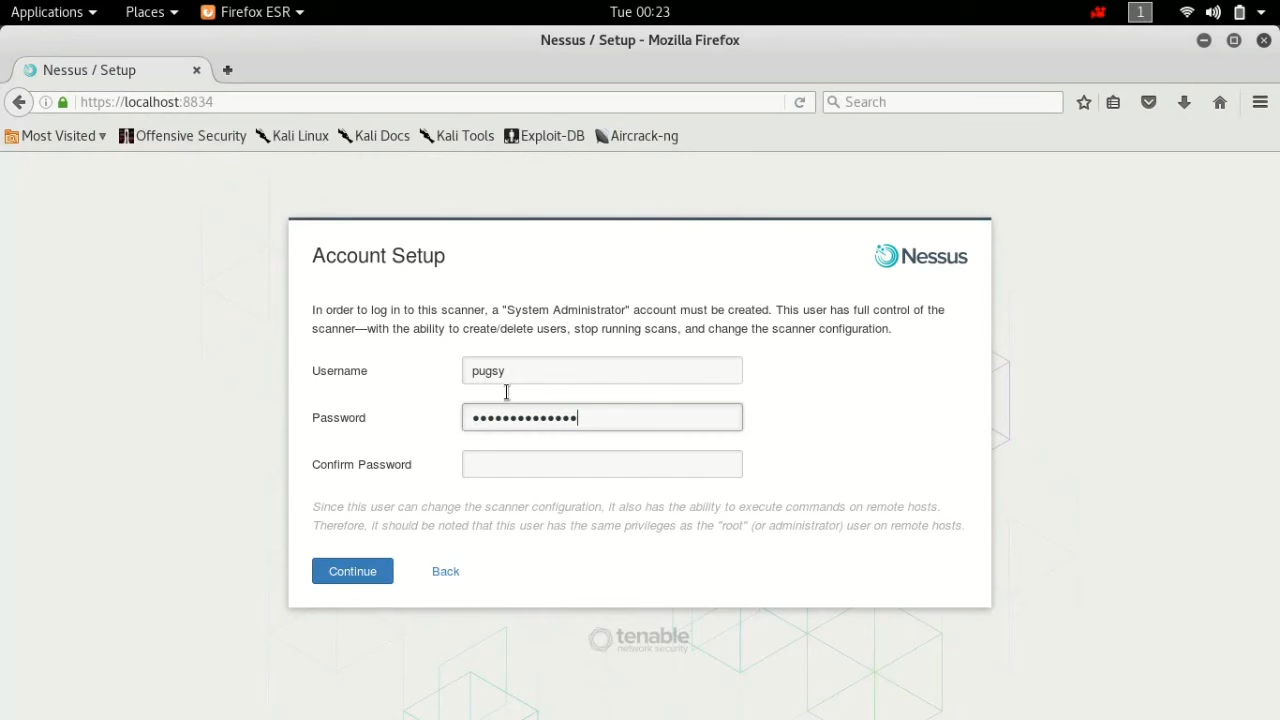 Applications Places Firefox ESR Tue 00:23 1
Nessus / Setup - Mozilla Firefox
Nessus / Setup
https://localhost:8834 Search
Most Visited Offensive Security Kali Linux Kali Docs Kali Tools Exploit-DB Aircrack-ng
Account Setup Nessus
In order to log in to this scanner, a "System Administrator" account must be created. This user has full control of the
scanner—with the ability to create/delete users, stop running scans, and change the scanner configuration.
Username pugsy
Password ••••••••••••••
Confirm Password
Since this user can change the scanner configuration, it also has the ability to execute commands on remote hosts.
Therefore, it should be noted that this user has the same privileges as the "root" (or administrator) user on remote hosts.
Continue Back
tenable
network security